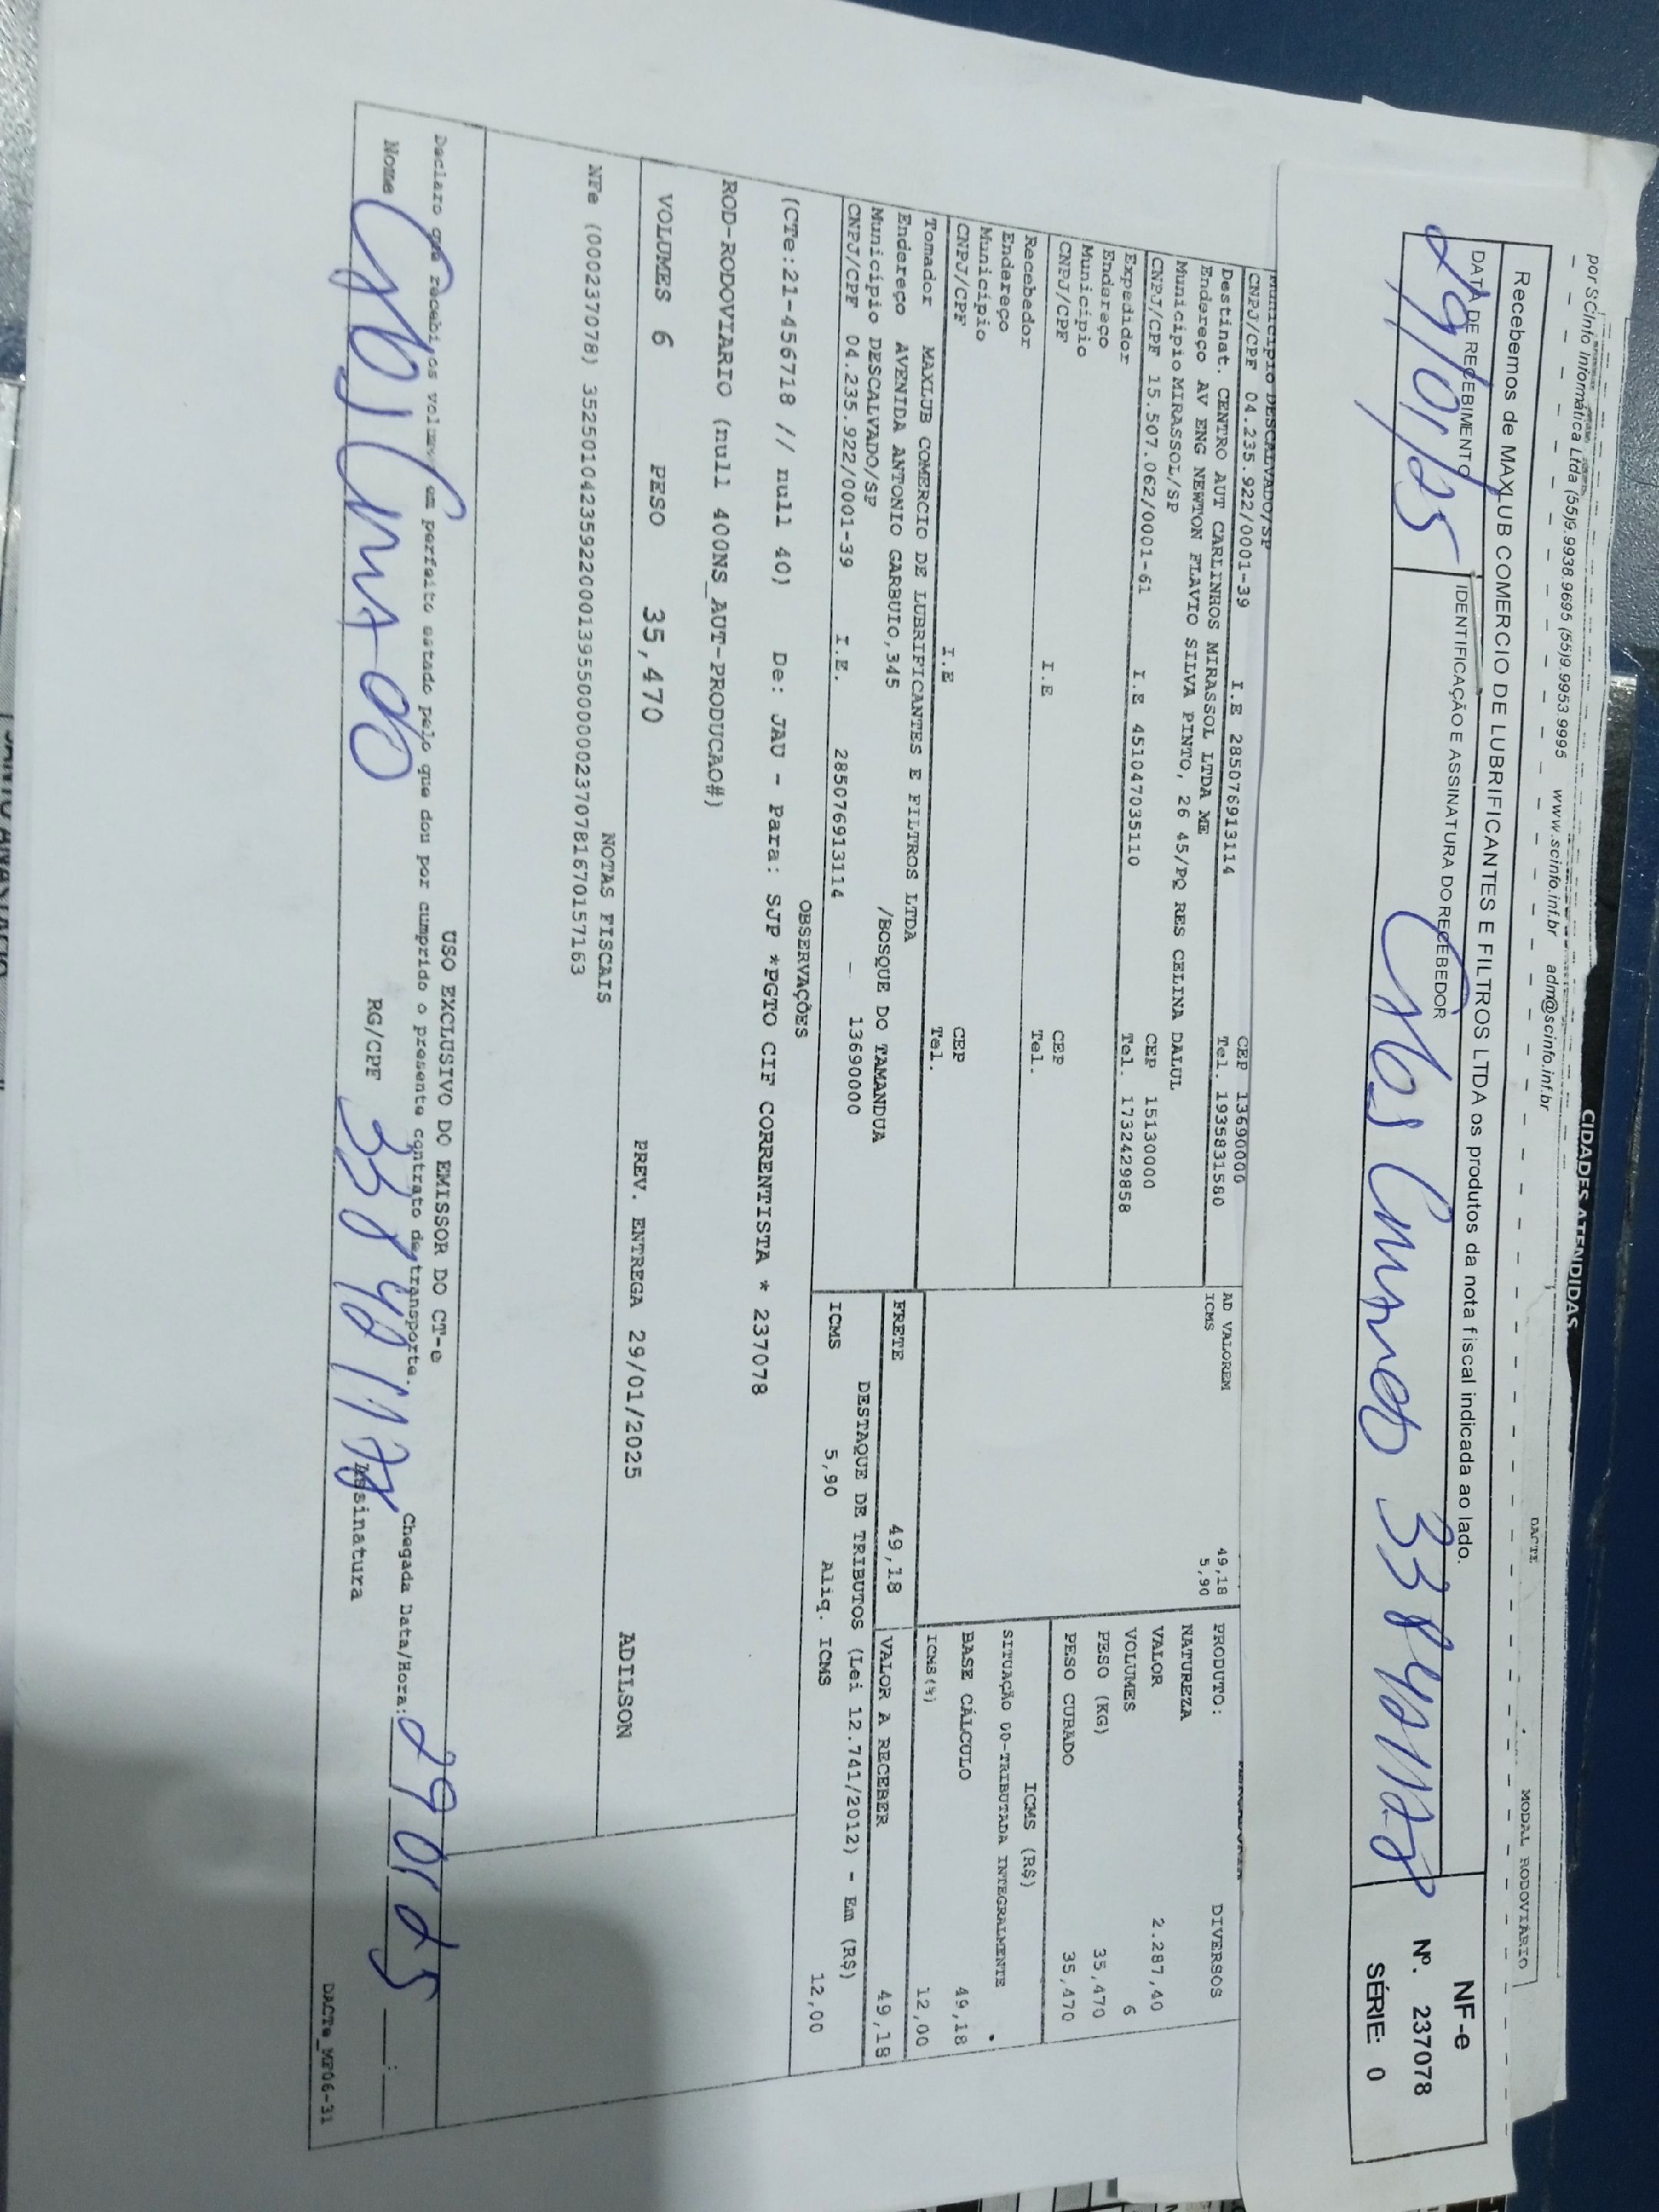 por SCInfo Informática Ltda (55)9.9938.9695 (55)9.9953.9995 www.scinfo.inf.br adm@scinfo.inf.br
CIDADES ATENDIDAS
DACTE
MODAL RODOVIÁRIO
Recebemos de MAXLUB COMERCIO DE LUBRIFICANTES E FILTROS LTDA os produtos da nota fiscal indicada ao lado.
NF-e
Nº. 237078
SÉRIE: 0
DATA DE RECEBIMENTO
29/01/25
IDENTIFICAÇÃO E ASSINATURA DO RECEBEDOR
Município DESCALVADO/SP
CNPJ/CPF 04.235.922/0001-39 I.E 285076913114 CEP 13690000
Destinat. CENTRO AUT CARLINHOS MIRASSOL LTDA ME Tel. 1935831580
Endereço AV ENG NEWTON FLAVIO SILVA PINTO, 26 45/PQ RES CELINA DALUL
Município MIRASSOL/SP CEP 15130000
CNPJ/CPF 15.507.062/0001-61 I.E 451047035110 Tel. 1732429858
Expedidor
Endereço
Município CEP
CNPJ/CPF I.E Tel.
Recebedor
Endereço
Município CEP
CNPJ/CPF I.E Tel.
Tomador MAXLUB COMERCIO DE LUBRIFICANTES E FILTROS LTDA
Endereço AVENIDA ANTONIO GARBUIO,345 /BOSQUE DO TAMANDUA
Município DESCALVADO/SP
CNPJ/CPF 04.235.922/0001-39 I.E. 285076913114 13690000
AD VALOREM 49,18
ICMS 5,90
PRODUTO: DIVERSOS
NATUREZA
VALOR 2.287,40
VOLUMES 6
PESO (KG) 35,470
PESO CUBADO 35,470
ICMS (R$)
SITUAÇÃO 00-TRIBUTADA INTEGRALMENTE
BASE CÁLCULO 49,18
ICMS(%) 12,00
FRETE 49,18 VALOR A RECEBER 49,18
DESTAQUE DE TRIBUTOS (Lei 12.741/2012) - Em (R$)
ICMS 5,90 Aliq. ICMS 12,00
OBSERVAÇÕES
(CTe:21-456718 // null 40) De: JAU - Para: SJP *PGTO CIF CORRENTISTA * 237078
ROD-RODOVIARIO (null 400NS_AUT-PRODUCAO#)
VOLUMES 6 PESO 35,470 PREV. ENTREGA 29/01/2025 ADILSON
NOTAS FISCAIS
NFe (000237078) 35250104235922000139550000002370781670157163
USO EXCLUSIVO DO EMISSOR DO CT-e
Declaro que recebi os volumes em perfeito estado pelo que dou por cumprido o presente contrato de transporte.
Chegada Data/Hora: 29 01 25 __:__
Nome RG/CPF Assinatura
DACTe_MF06-31